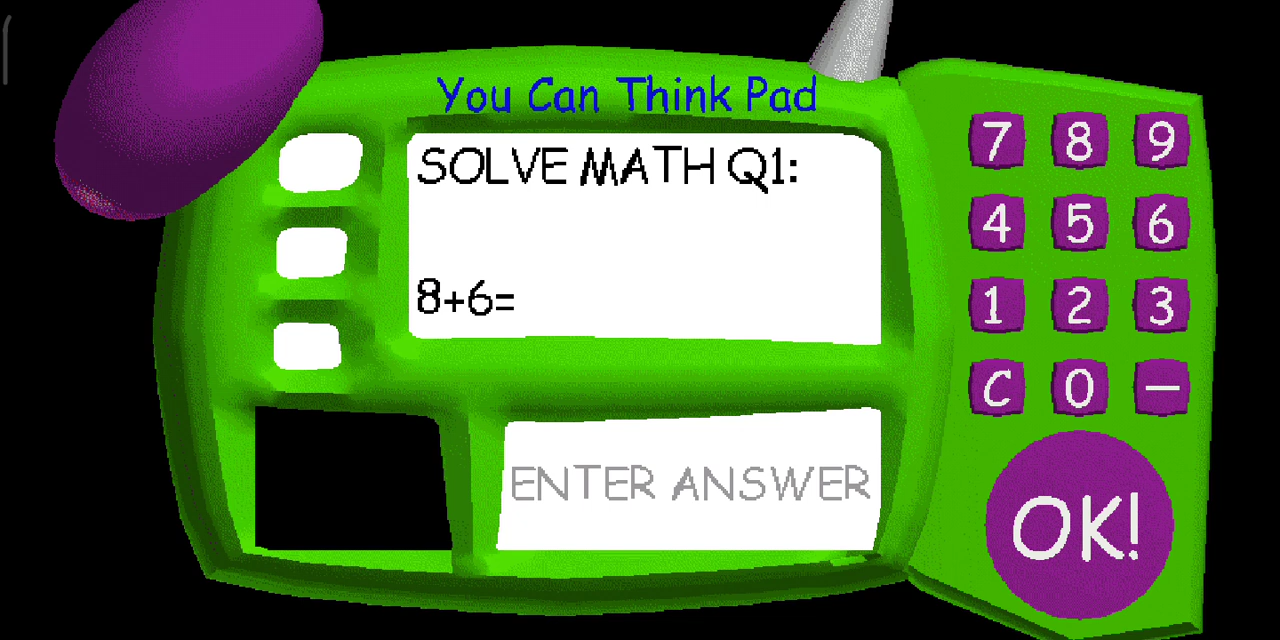 You Can Think Pad
SOLVE MATH Q1:
8+6=
ENTER ANSWER
7 8 9
4 5 6
1 2 3
C 0 —
OK!